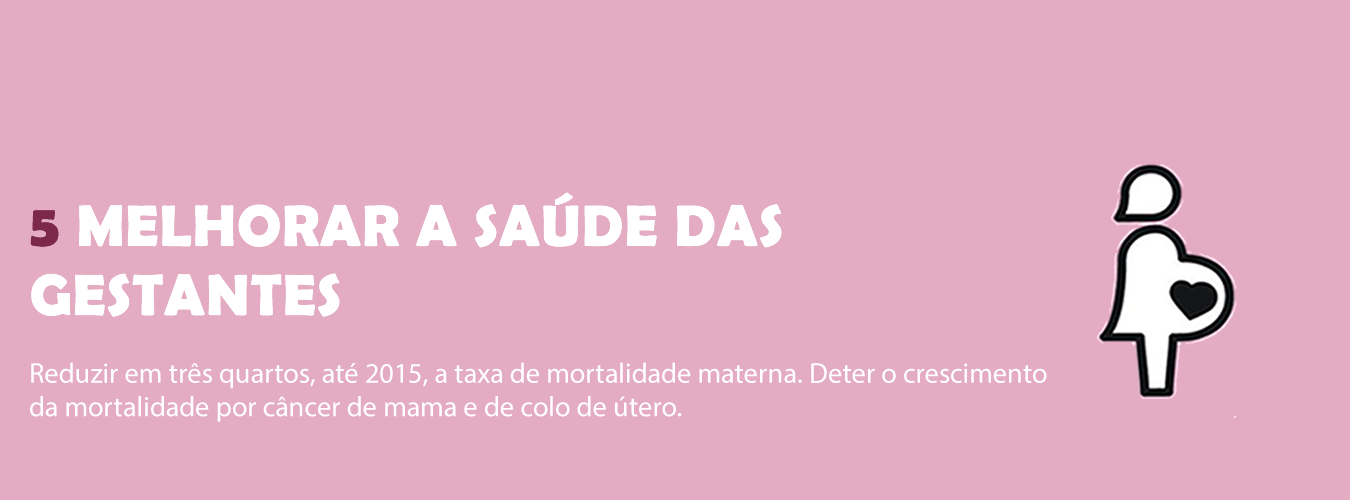 5 MELHORAR A SAÚDE DAS
GESTANTES
Reduzir em três quartos, até 2015, a taxa de mortalidade materna. Deter o crescimento
da mortalidade por câncer de mama e de colo de útero.